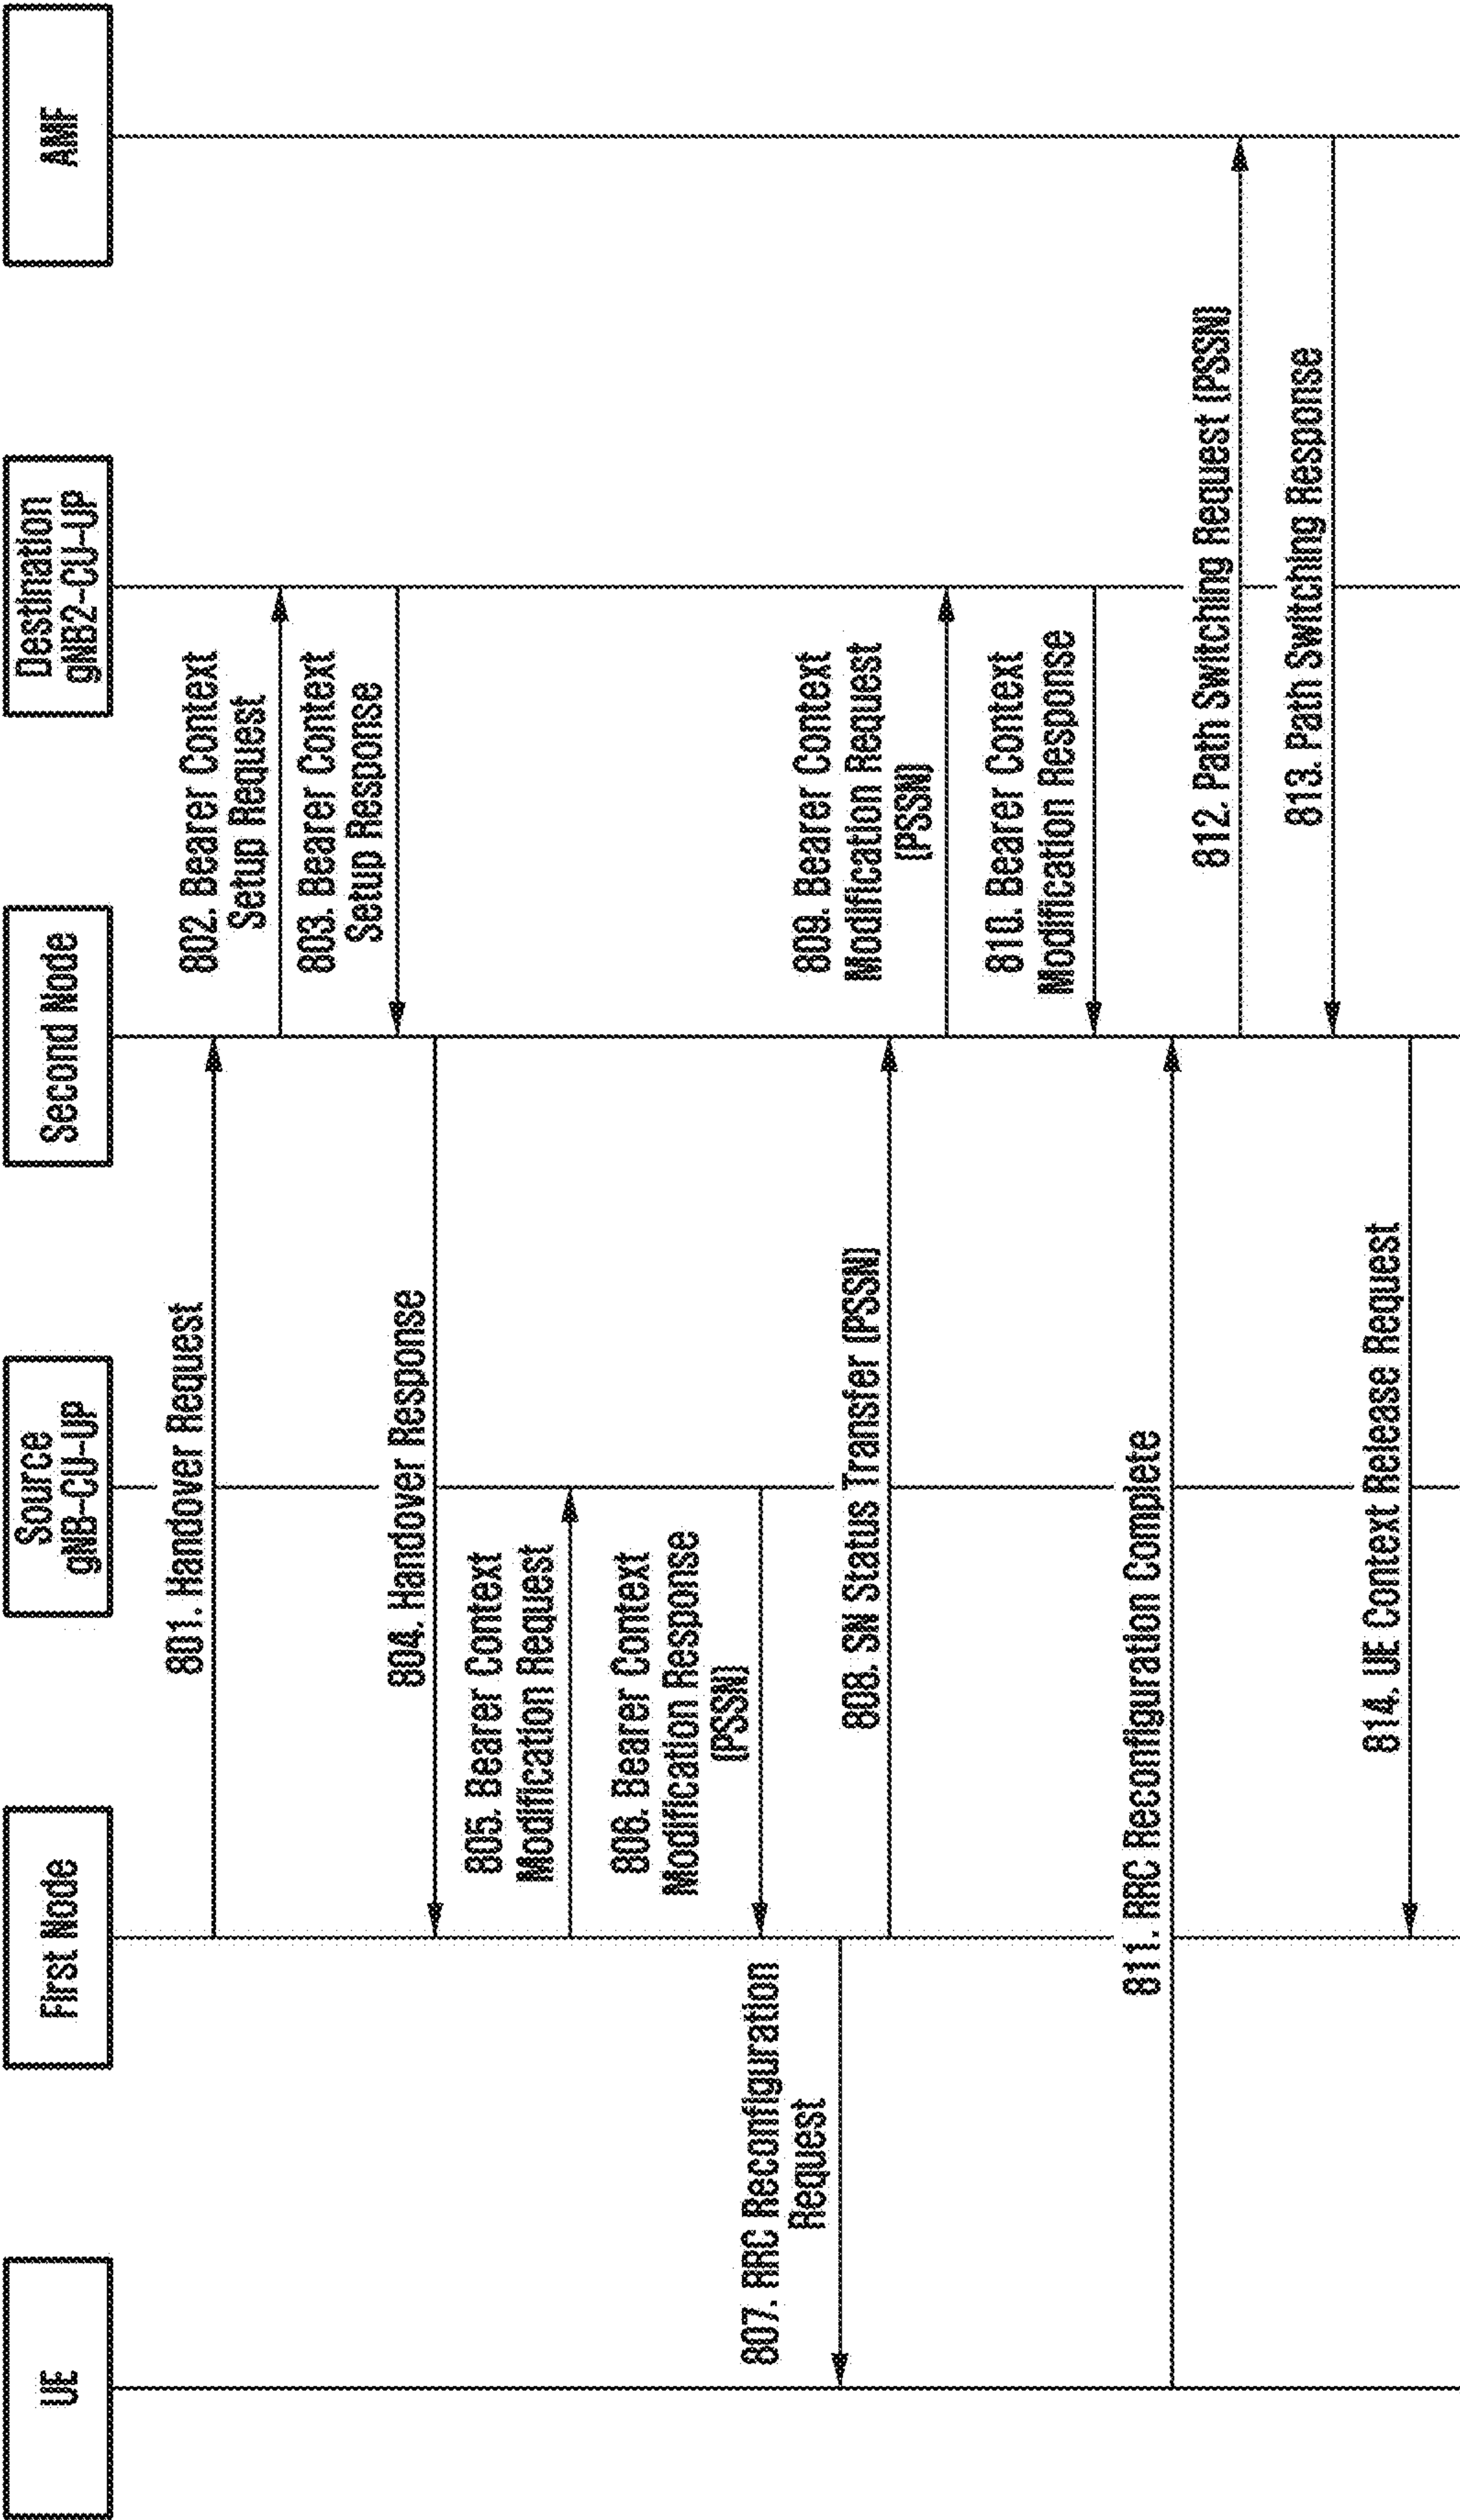 UE
First Node
Source
gNB-CU-UP
Second Node
Destination
gNB2-CU-UP
AMF
801. Handover Request
802. Bearer Context
Setup Request
803. Bearer Context
Setup Response
804. Handover Response
805. Bearer Context
Modification Request
806. Bearer Context
Modification Response
(PSSN)
807. RRC Reconfiguration
Request
808. SN Status Transfer (PSSN)
809. Bearer Context
Modification Request
(PSSN)
810. Bearer Context
Modification Response
811. RRC Reconfiguration Complete
812. Path Switching Request (PSSN)
813. Path Switching Response
814. UE Context Release Request